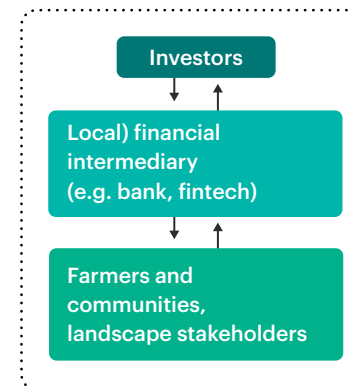 Investors
Local) financial
intermediary
(e.g. bank, fintech)
Farmers and
communities,
landscape stakeholders